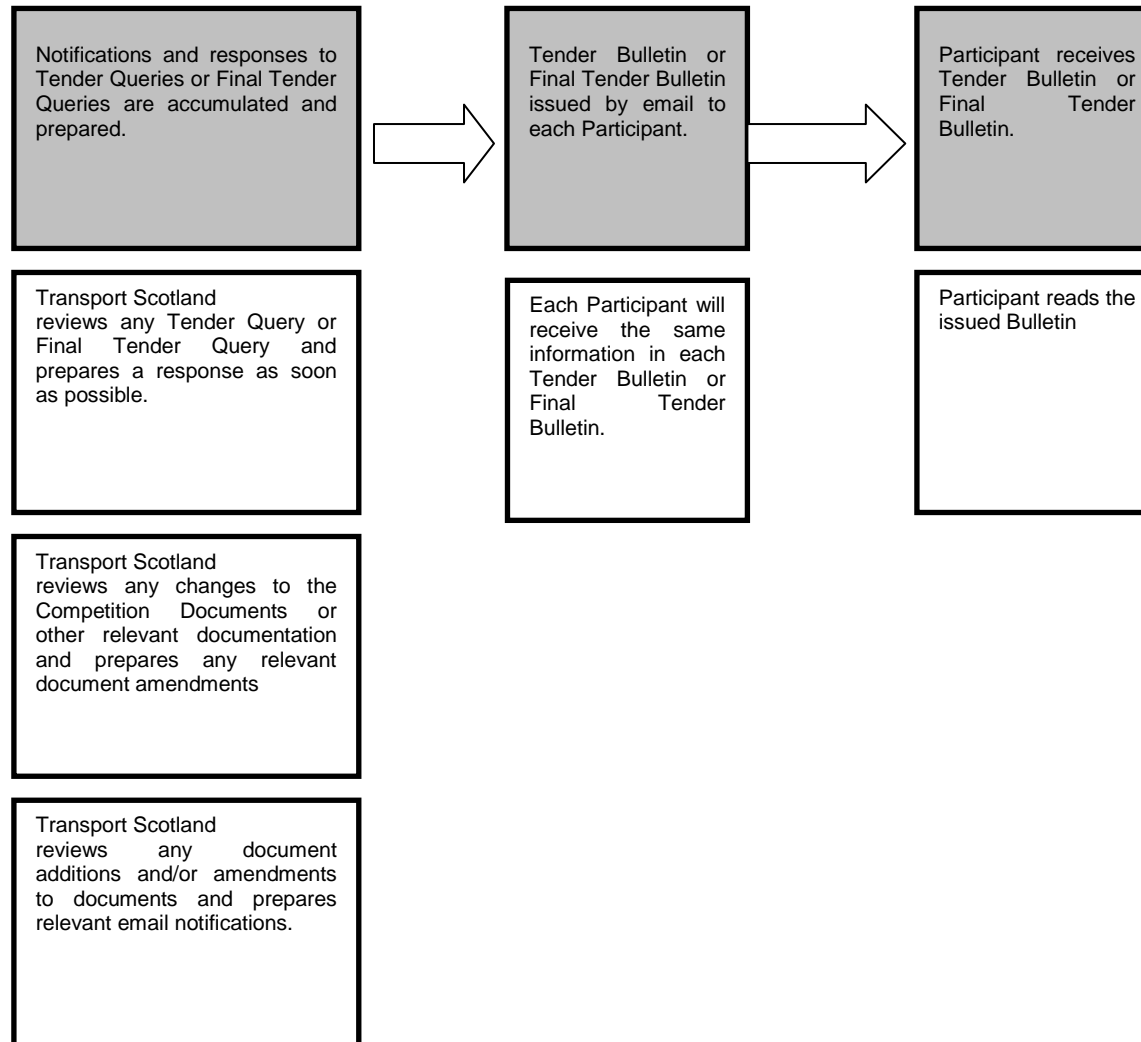 Notifications and responses to
Tender Queries or Final Tender
Queries are accumulated and
prepared.
Tender Bulletin or
Final Tender Bulletin
issued by email to
each Participant.
Participant receives
Tender Bulletin or
Final Tender
Bulletin.
Transport Scotland
reviews any Tender Query or
Final Tender Query and
prepares a response as soon
as possible.
Each Participant will
receive the same
information in each
Tender Bulletin or
Final Tender
Bulletin.
Participant reads the
issued Bulletin
Transport Scotland
reviews any changes to the
Competition Documents or
other relevant documentation
and prepares any relevant
document amendments
Transport Scotland
reviews any document
additions and/or amendments
to documents and prepares
relevant email notifications.